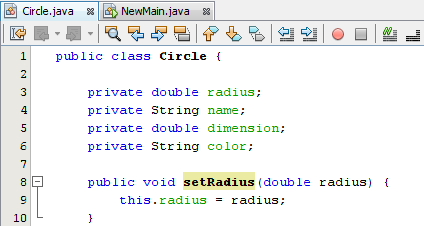 Circle.java NewMain.java
1 public class Circle {
2
3 private double radius;
4 private String name;
5 private double dimension;
6 private String color;
7
8 public void setRadius(double radius) {
9 this.radius = radius;
10 }